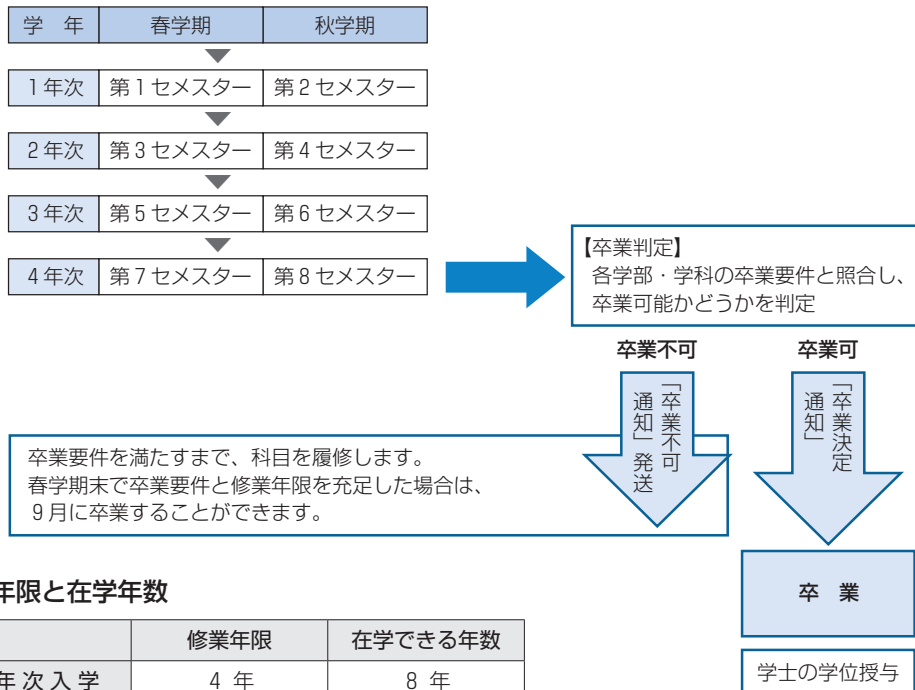 学　年　春学期　秋学期
1年次　第1セメスター　第2セメスター
2年次　第3セメスター　第4セメスター
3年次　第5セメスター　第6セメスター
4年次　第7セメスター　第8セメスター
【卒業判定】
各学部・学科の卒業要件と照合し、
卒業可能かどうかを判定
卒業不可
「卒業不可
通知」発送
卒業可
「卒業決定
通知」
卒業要件を満たすまで、科目を履修します。
春学期末で卒業要件と修業年限を充足した場合は、
9月に卒業することができます。
卒　業
学士の学位授与
年限と在学年数
修業年限　在学できる年数
年次入学　4 年　8 年